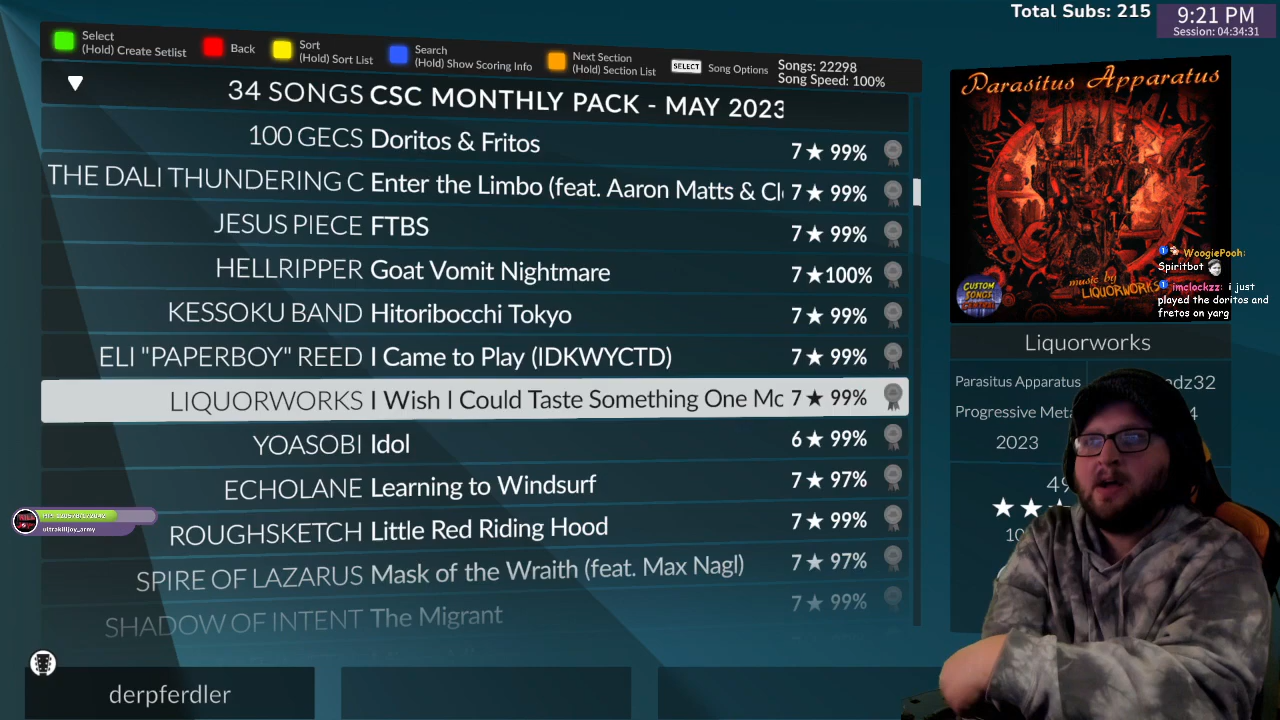 Total Subs: 215
9:21 PM
Session: 04:34:31
Select
(Hold) Create Setlist
Back
Sort
(Hold) Sort List
Search
(Hold) Show Scoring Info
Next Section
(Hold) Section List
SELECT
Song Options
Songs: 22298
Song Speed: 100%
34 SONGS CSC MONTHLY PACK - MAY 2023
100 GECS Doritos & Fritos 7★ 99%
THE DALI THUNDERING C Enter the Limbo (feat. Aaron Matts & Cl 7★ 99%
JESUS PIECE FTBS 7★ 99%
HELLRIPPER Goat Vomit Nightmare 7★100%
KESSOKU BAND Hitoribocchi Tokyo 7★ 99%
ELI "PAPERBOY" REED I Came to Play (IDKWYCTD) 7★ 99%
LIQUORWORKS I Wish I Could Taste Something One Mo 7★ 99%
YOASOBI Idol 6★ 99%
ECHOLANE Learning to Windsurf 7★ 97%
ROUGHSKETCH Little Red Riding Hood 7★ 99%
SPIRE OF LAZARUS Mask of the Wraith (feat. Max Nagl) 7★ 97%
SHADOW OF INTENT The Migrant 7★ 99%
Parasitus Apparatus
music by
LIQUORWORKS
CUSTOM
SONGS
WoogiePooh:
Spiritbot
imclockzz: i just
played the doritos and
fretos on yarg
Liquorworks
Parasitus Apparatus
dz32
Progressive Meta
4
2023
49
★★
10
ultrakilljoy_army
derpferdler